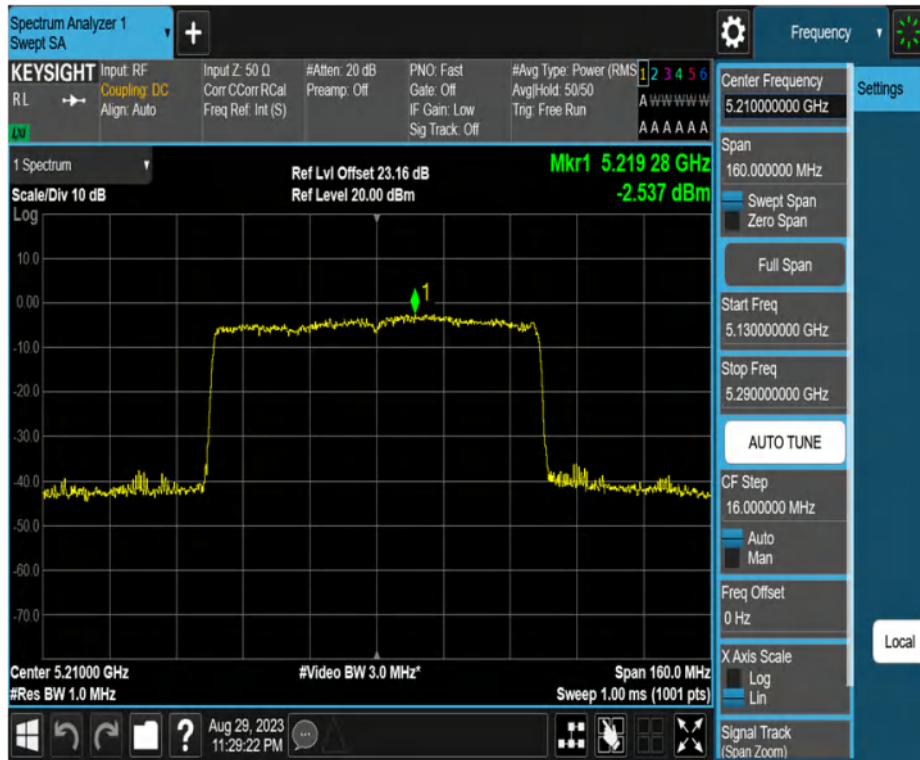 Spectrum Analyzer 1
Swept SA
+
Frequency
KEYSIGHT
RL
LXI
Input: RF
Coupling: DC
Align: Auto
Input Z: 50 Ω
Corr CCorr RCal
Freq Ref: Int (S)
#Atten: 20 dB
Preamp: Off
PNO: Fast
Gate: Off
IF Gain: Low
Sig Track: Off
#Avg Type: Power (RMS
Avg|Hold: 50/50
Trig: Free Run
1 2 3 4 5 6
A W W W W W
A A A A A A
1 Spectrum
Scale/Div 10 dB
Log
Ref Lvl Offset 23.16 dB
Ref Level 20.00 dBm
Mkr1 5.219 28 GHz
-2.537 dBm
10.0
0.00
-10.0
-20.0
-30.0
-40.0
-50.0
-60.0
-70.0
1
Center 5.21000 GHz
#Res BW 1.0 MHz
#Video BW 3.0 MHz*
Span 160.0 MHz
Sweep 1.00 ms (1001 pts)
?
Aug 29, 2023
11:29:22 PM
Center Frequency
5.210000000 GHz
Span
160.000000 MHz
Swept Span
Zero Span
Full Span
Start Freq
5.130000000 GHz
Stop Freq
5.290000000 GHz
AUTO TUNE
CF Step
16.000000 MHz
Auto
Man
Freq Offset
0 Hz
X Axis Scale
Log
Lin
Signal Track
(Span Zoom)
Settings
Local